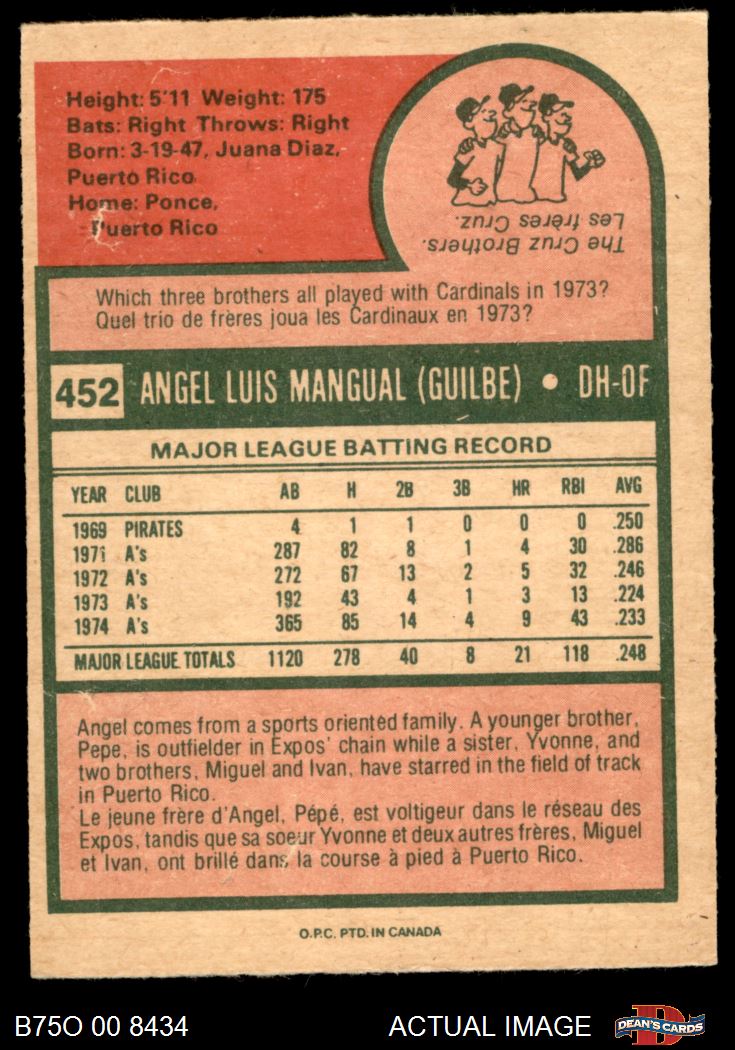 Height: 5'11 Weight: 175
Bats: Right Throws: Right
Born: 3-19-47, Juana Diaz,
Puerto Rico
Home: Ponce,
Puerto Rico
The Cruz Brothers.
Les frères Cruz.
Which three brothers all played with Cardinals in 1973?
Quel trio de frères joua les Cardinaux en 1973?
452 ANGEL LUIS MANGUAL (GUILBE) • DH-OF
MAJOR LEAGUE BATTING RECORD
YEAR CLUB AB H 2B 3B HR RBI AVG
1969 PIRATES 4 1 1 0 0 0 .250
1971 A's 287 82 8 1 4 30 .286
1972 A's 272 67 13 2 5 32 .246
1973 A's 192 43 4 1 3 13 .224
1974 A's 365 85 14 4 9 43 .233
MAJOR LEAGUE TOTALS 1120 278 40 8 21 118 .248
Angel comes from a sports oriented family. A younger brother,
Pepe, is outfielder in Expos' chain while a sister, Yvonne, and
two brothers, Miguel and Ivan, have starred in the field of track
in Puerto Rico.
Le jeune frère d'Angel, Pépé, est voltigeur dans le réseau des
Expos, tandis que sa soeur Yvonne et deux autres frères, Miguel
et Ivan, ont brillé dans la course à pied à Puerto Rico.
O.P.C. PTD. IN CANADA
B75O 00 8434 ACTUAL IMAGE DEAN'S CARDS